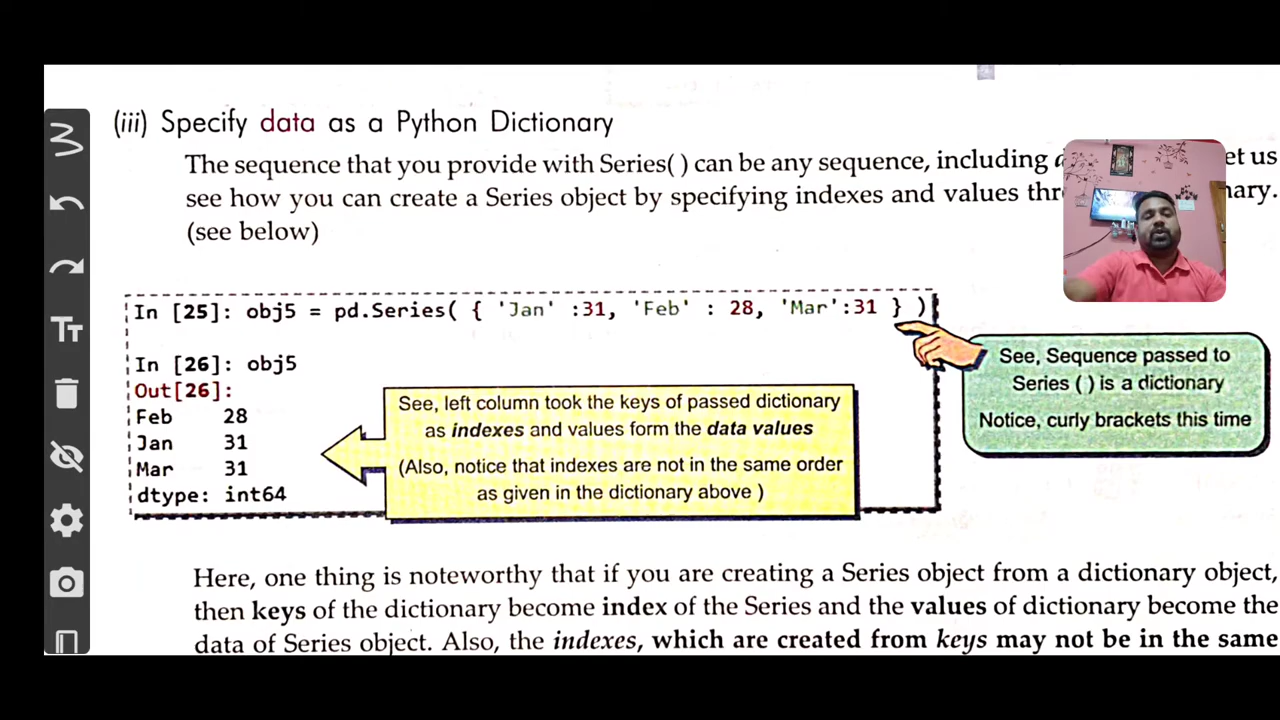 (iii) Specify data as a Python Dictionary
The sequence that you provide with Series( ) can be any sequence, including
et us
see how you can create a Series object by specifying indexes and values
nary.
(see below)
In [25]: obj5 = pd.Series( { 'Jan' :31, 'Feb' : 28, 'Mar':31 } )
In [26]: obj5
Out[26]:
Feb 28
Jan 31
Mar 31
dtype: int64
See, left column took the keys of passed dictionary
as indexes and values form the data values
(Also, notice that indexes are not in the same order
as given in the dictionary above )
See, Sequence passed to
Series ( ) is a dictionary
Notice, curly brackets this time
Here, one thing is noteworthy that if you are creating a Series object from a dictionary object,
then keys of the dictionary become index of the Series and the values of dictionary become the
data of Series object. Also, the indexes, which are created from keys may not be in the same
Tт